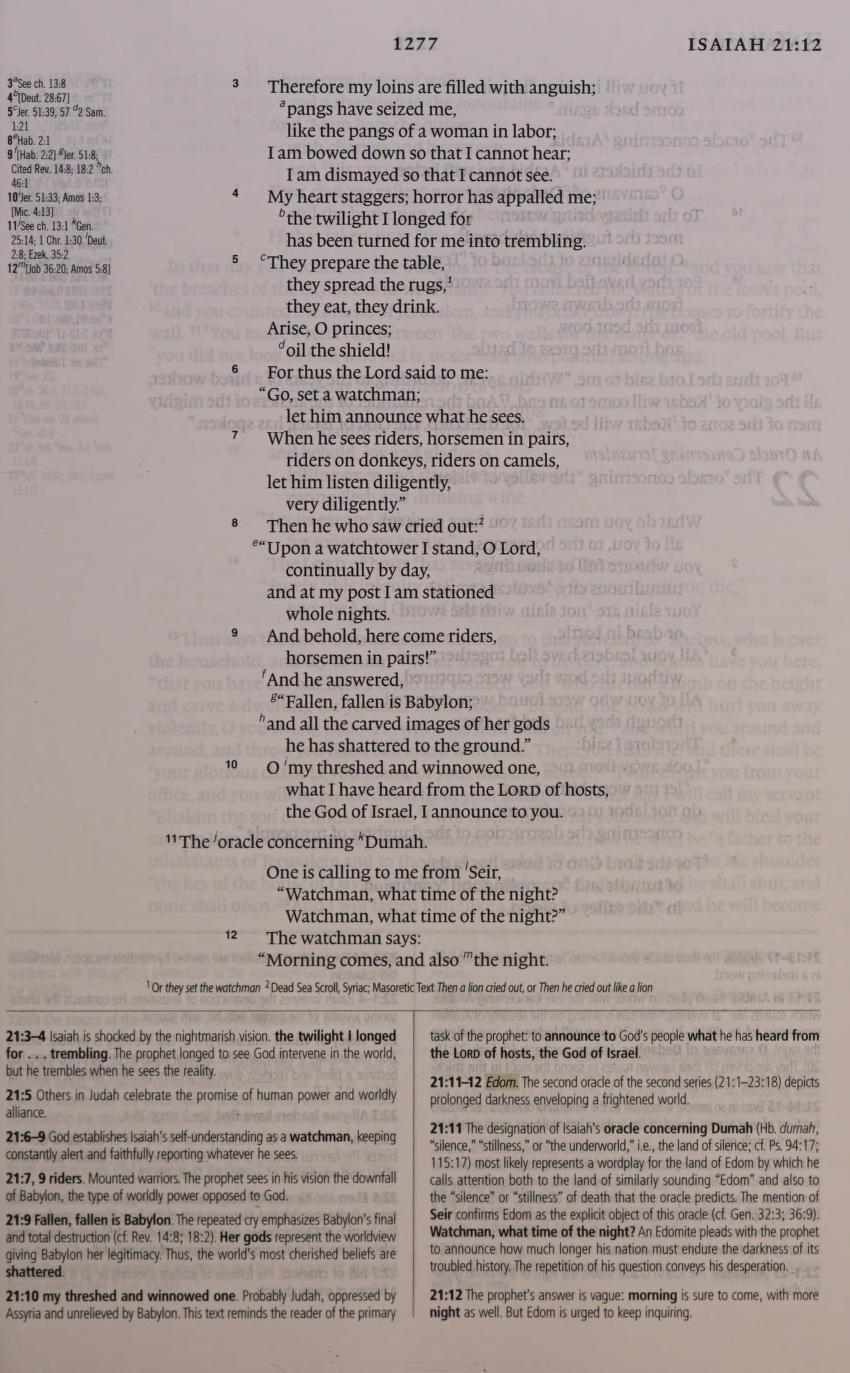 1277
ISAIAH 21:12
3 ᵃSee ch. 13:8
4 ᵇ[Deut. 28:67]
5 ᶜJer. 51:39, 57 ᵈ2 Sam.
1:21
8 ᵉHab. 2:1
9 ᶠ[Hab. 2:2] ᵍJer. 51:8;
Cited Rev. 14:8; 18:2 ʰch.
46:1
10 ⁱJer. 51:33; Amos 1:3;
[Mic. 4:13]
11 ʲSee ch. 13:1 ᵏGen.
25:14; 1 Chr. 1:30 ˡDeut.
2:8; Ezek. 35:2
12 ᵐ[Job 36:20; Amos 5:8]
3 Therefore my loins are filled with anguish;
ᵃpangs have seized me,
like the pangs of a woman in labor;
I am bowed down so that I cannot hear;
I am dismayed so that I cannot see.
4 My heart staggers; horror has appalled me;
ᵇthe twilight I longed for
has been turned for me into trembling.
5 ᶜThey prepare the table,
they spread the rugs,¹
they eat, they drink.
Arise, O princes;
ᵈoil the shield!
6 For thus the Lord said to me:
“Go, set a watchman;
let him announce what he sees.
7 When he sees riders, horsemen in pairs,
riders on donkeys, riders on camels,
let him listen diligently,
very diligently.”
8 Then he who saw cried out:²
ᵉ“Upon a watchtower I stand, O Lord,
continually by day,
and at my post I am stationed
whole nights.
9 And behold, here come riders,
horsemen in pairs!”
ᶠAnd he answered,
ᵍ“Fallen, fallen is Babylon;
ʰand all the carved images of her gods
he has shattered to the ground.”
10 O ⁱmy threshed and winnowed one,
what I have heard from the LORD of hosts,
the God of Israel, I announce to you.
11 The ʲoracle concerning ᵏDumah.
One is calling to me from ˡSeir,
“Watchman, what time of the night?
Watchman, what time of the night?”
12 The watchman says:
“Morning comes, and also ᵐthe night.
¹ Or they set the watchman ² Dead Sea Scroll, Syriac; Masoretic Text Then a lion cried out, or Then he cried out like a lion
21:3–4 Isaiah is shocked by the nightmarish vision. the twilight I longed
for . . . trembling. The prophet longed to see God intervene in the world,
but he trembles when he sees the reality.
21:5 Others in Judah celebrate the promise of human power and worldly
alliance.
21:6–9 God establishes Isaiah's self-understanding as a watchman, keeping
constantly alert and faithfully reporting whatever he sees.
21:7, 9 riders. Mounted warriors. The prophet sees in his vision the downfall
of Babylon, the type of worldly power opposed to God.
21:9 Fallen, fallen is Babylon. The repeated cry emphasizes Babylon's final
and total destruction (cf. Rev. 14:8; 18:2). Her gods represent the worldview
giving Babylon her legitimacy. Thus, the world's most cherished beliefs are
shattered.
21:10 my threshed and winnowed one. Probably Judah, oppressed by
Assyria and unrelieved by Babylon. This text reminds the reader of the primary
task of the prophet: to announce to God's people what he has heard from
the LORD of hosts, the God of Israel.
21:11–12 Edom. The second oracle of the second series (21:1–23:18) depicts
prolonged darkness enveloping a frightened world.
21:11 The designation of Isaiah's oracle concerning Dumah (Hb. dumah,
“silence,” “stillness,” or “the underworld,” i.e., the land of silence; cf. Ps. 94:17;
115:17) most likely represents a wordplay for the land of Edom by which he
calls attention both to the land of similarly sounding “Edom” and also to
the “silence” or “stillness” of death that the oracle predicts. The mention of
Seir confirms Edom as the explicit object of this oracle (cf. Gen. 32:3; 36:9).
Watchman, what time of the night? An Edomite pleads with the prophet
to announce how much longer his nation must endure the darkness of its
troubled history. The repetition of his question conveys his desperation.
21:12 The prophet's answer is vague: morning is sure to come, with more
night as well. But Edom is urged to keep inquiring.